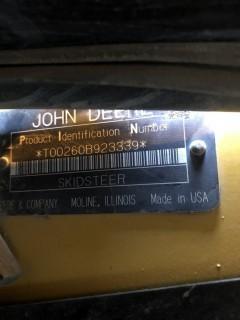 JOHN DEERE
Product Identification Number
*T00260B923339*
SKIDSTEER
& COMPANY MOLINE, ILLINOIS Made in USA